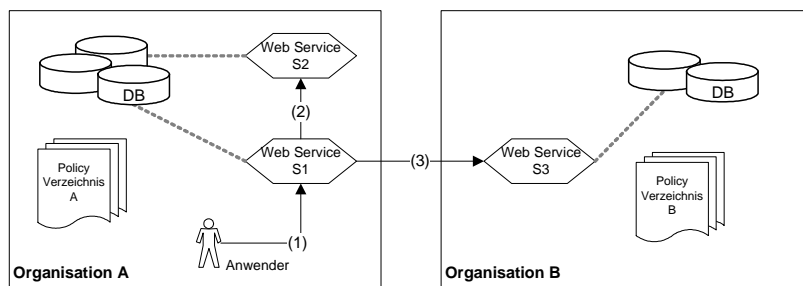 Web Service
S2
DB
(2)
Web Service
S1
Policy
Verzeichnis
A
(1)
Anwender
Organisation A
(3)
DB
Web Service
S3
Policy
Verzeichnis
B
Organisation B